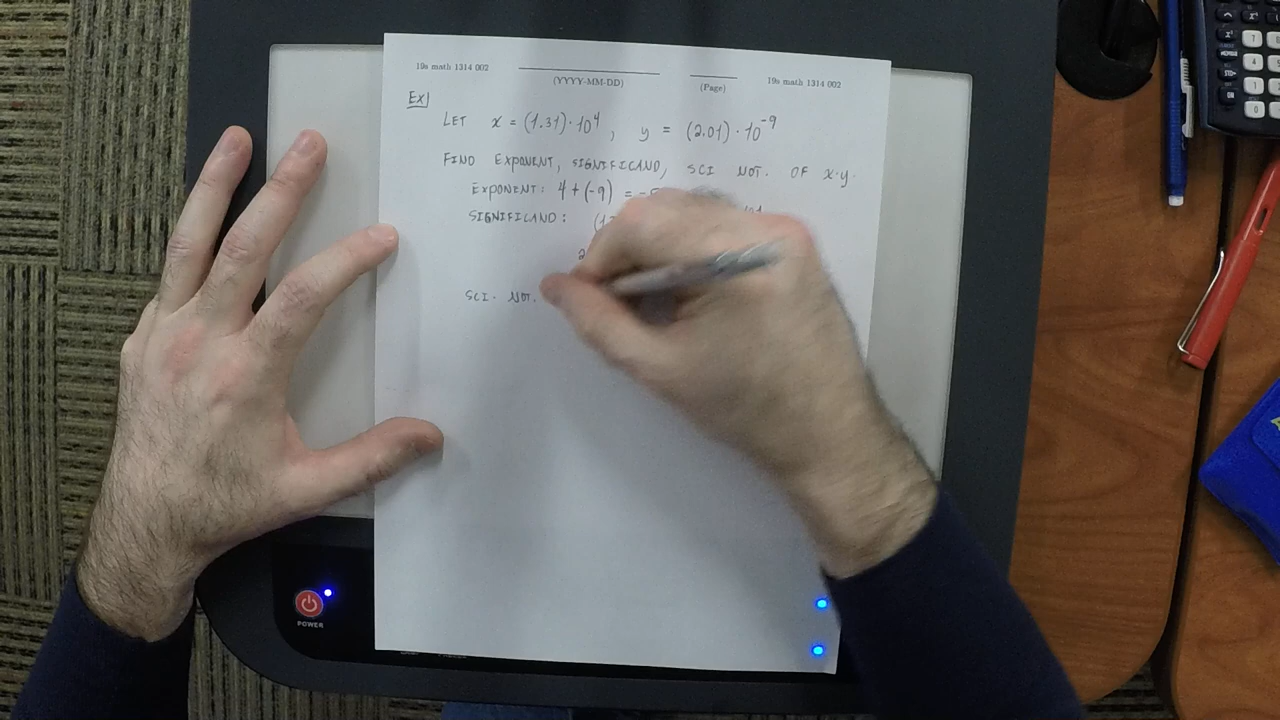 19s math 1314 002 (YYYY-MM-DD) (Page) 19s math 1314 002
Ex)
LET x = (1.31)·10^4, y = (2.01)·10^-9
FIND EXPONENT, SIGNIFICAND, SCI NOT. OF x·y.
EXPONENT: 4 + (-9) =
SIGNIFICAND:
SCI. NOT.
POWER